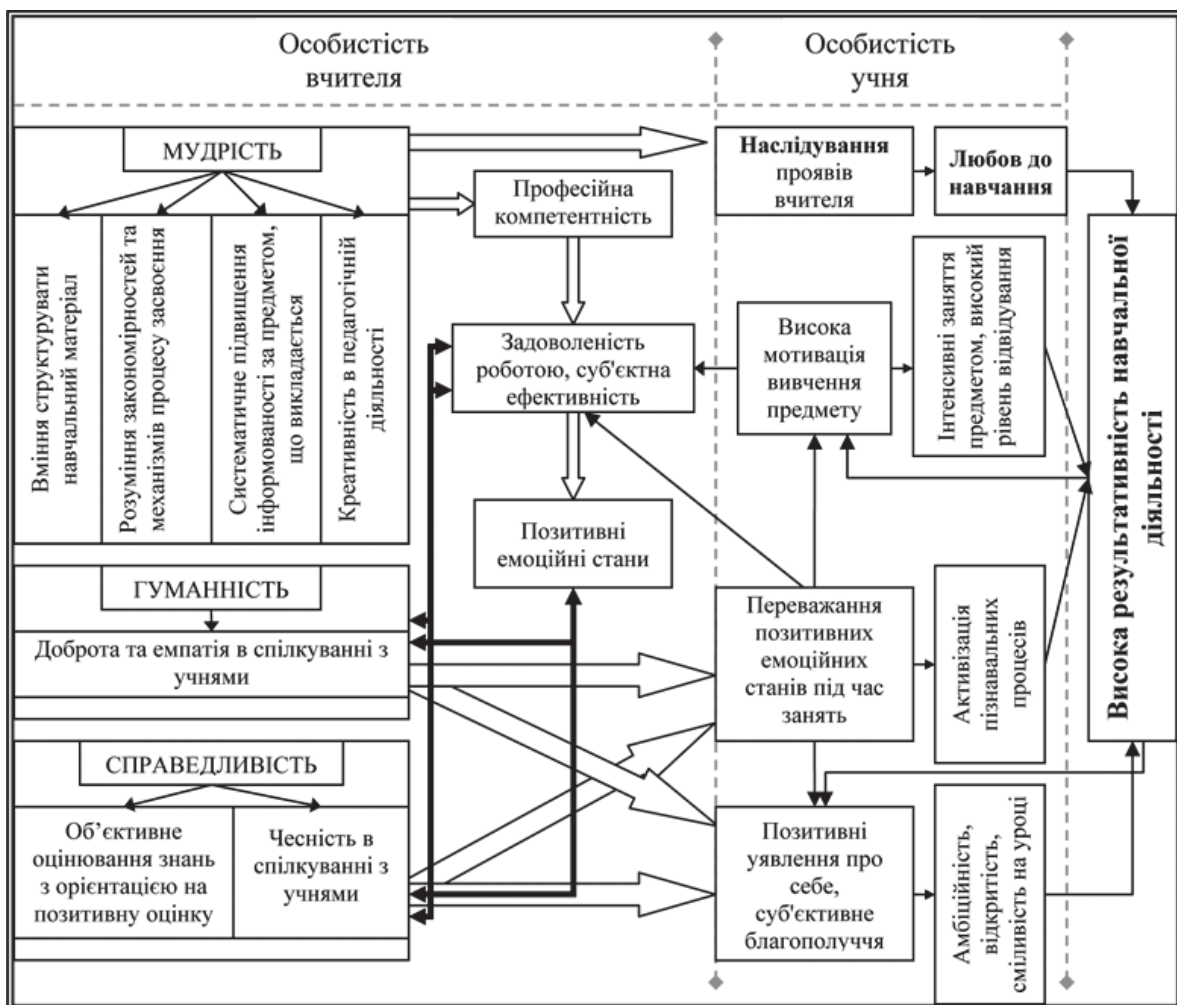 Особистість
вчителя
Особистість
учня
МУДРІСТЬ
Вміння структурувати
навчальний матеріал
Розуміння закономірностей та
механізмів процесу засвоєння
Систематичне підвищення
інформованості за предметом,
що викладається
Креативність в педагогічній
діяльності
Професійна
компетентність
Задоволеність
роботою, суб'єктна
ефективність
Позитивні
емоційні стани
ГУМАННІСТЬ
Доброта та емпатія в спілкуванні з
учнями
СПРАВЕДЛИВІСТЬ
Об’єктивне
оцінювання знань
з орієнтацією на
позитивну оцінку
Чесність в
спілкуванні з
учнями
Наслідування
проявів
вчителя
Любов до
навчання
Висока
мотивація
вивчення
предмету
Інтенсивні заняття
предметом, високий
рівень відвідування
Переважання
позитивних
емоційних
станів під час
занять
Активізація
пізнавальних
процесів
Позитивні
уявлення про
себе,
суб'єктивне
благополуччя
Амбіційність,
відкритість,
сміливість на уроці
Висока результативність навчальної
діяльності